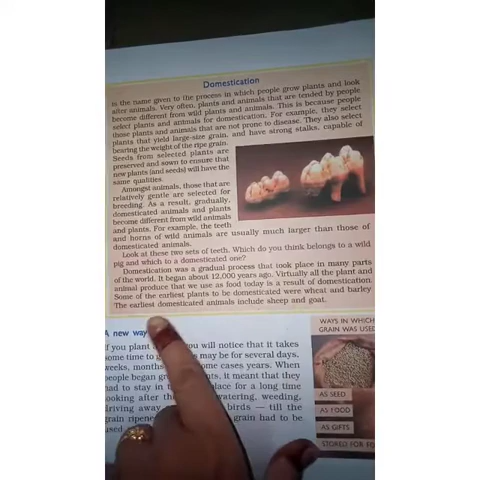 Domestication
is the name given to the process in which people grow plants and look
after animals. Very often, plants and animals that are tended by people
become different from wild plants and animals. This is because people
select plants and animals for domestication. For example, they select
those plants and animals that are not prone to disease. They also select
plants that yield large-size grain, and have strong stalks, capable of
bearing the weight of the ripe grain.
Seeds from selected plants are
preserved and sown to ensure that
new plants (and seeds) will have the
same qualities.
Amongst animals, those that are
relatively gentle are selected for
breeding. As a result, gradually,
domesticated animals and plants
become different from wild animals
and plants. For example, the teeth
and horns of wild animals are usually much larger than those of
domesticated animals.
Look at these two sets of teeth. Which do you think belongs to a wild
pig and which to a domesticated one?
Domestication was a gradual process that took place in many parts
of the world. It began about 12,000 years ago. Virtually all the plant and
animal produce that we use as food today is a result of domestication.
Some of the earliest plants to be domesticated were wheat and barley
The earliest domesticated animals include sheep and goat.
A new way
if you plant you will notice that it takes
some time to may be for several days,
weeks, months some cases years. When
people began it meant that they
had to stay in place for a long time
looking after the watering, weeding,
driving away birds — till the
grain ripened grain had to be
used
WAYS IN WHICH
GRAIN WAS USED
AS SEED
AS FOOD
AS GIFTS
STORED FOR